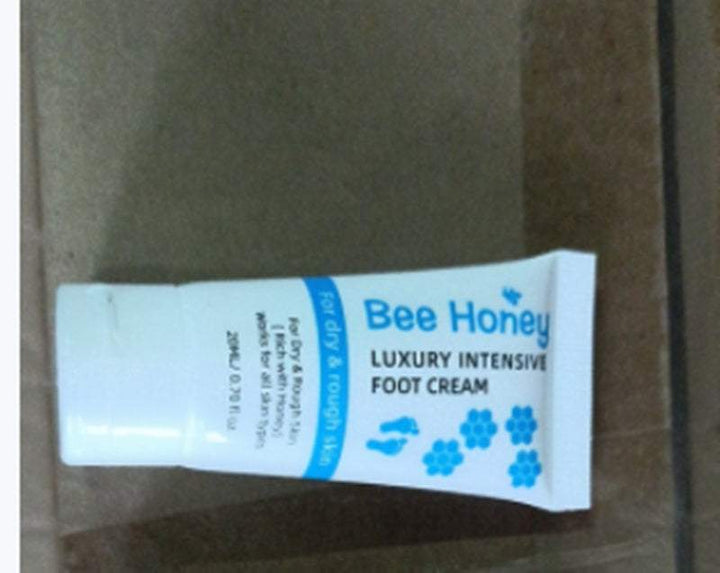 Bee Honey
LUXURY INTENSIVE
FOOT CREAM
For dry & rough skin
For Dry & Rough Skin
( Rich with Honey)
works for all skin types
20ML/ 0.70 fl oz